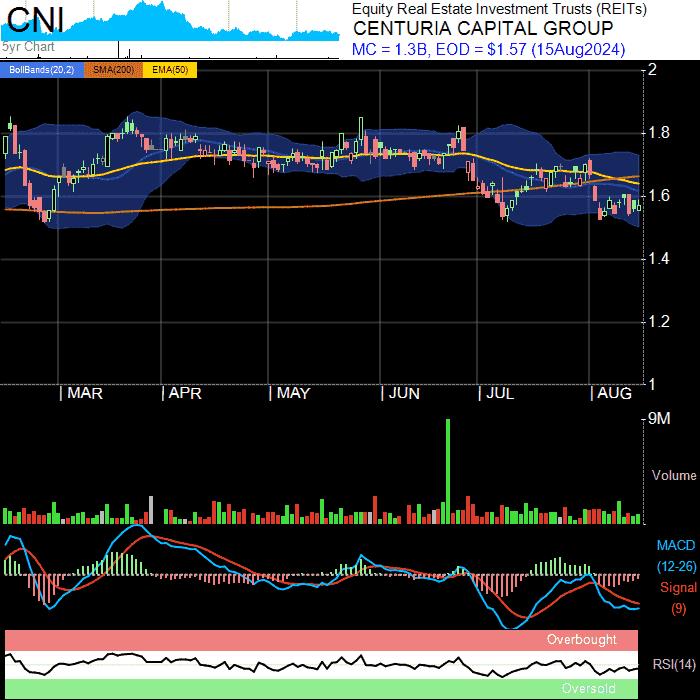 CNI
5yr Chart
Equity Real Estate Investment Trusts (REITs)
CENTURIA CAPITAL GROUP
MC = 1.3B, EOD = $1.57 (15Aug2024)
BollBands(20,2) SMA(200) EMA(50)
2
1.8
1.6
1.4
1.2
1
MAR APR MAY JUN JUL AUG
9M
Volume
MACD
(12-26)
Signal
(9)
Overbought
RSI(14)
Oversold